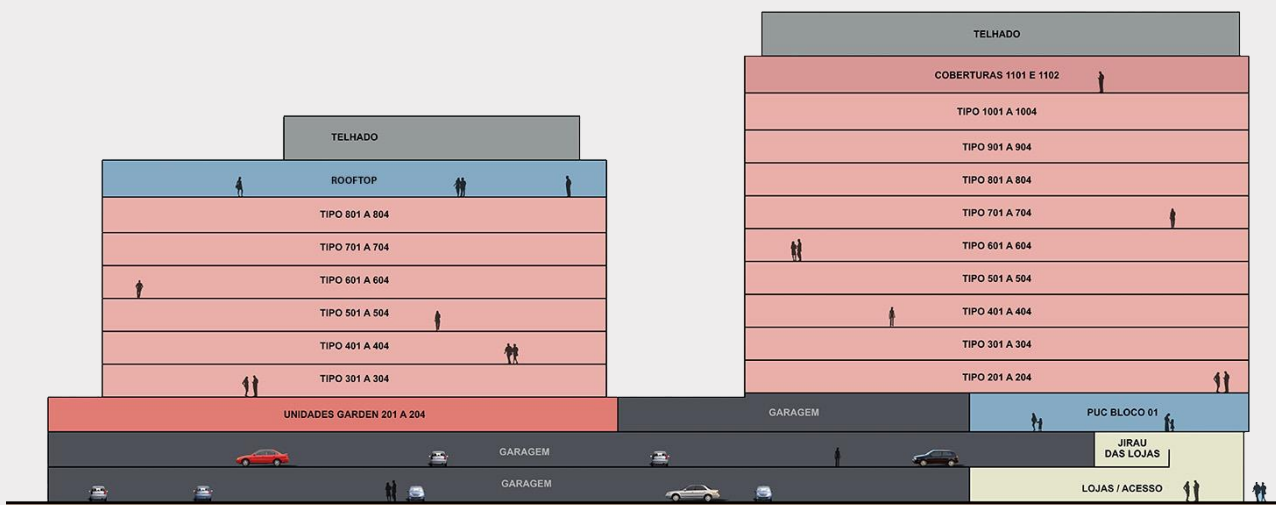 TELHADO
ROOFTOP
TIPO 801 A 804
TIPO 701 A 704
TIPO 601 A 604
TIPO 501 A 504
TIPO 401 A 404
TIPO 301 A 304
UNIDADES GARDEN 201 A 204
TELHADO
COBERTURAS 1101 E 1102
TIPO 1001 A 1004
TIPO 901 A 904
TIPO 801 A 804
TIPO 701 A 704
TIPO 601 A 604
TIPO 501 A 504
TIPO 401 A 404
TIPO 301 A 304
TIPO 201 A 204
GARAGEM
PUC BLOCO 01
GARAGEM
JIRAU
DAS LOJAS
GARAGEM
LOJAS / ACESSO